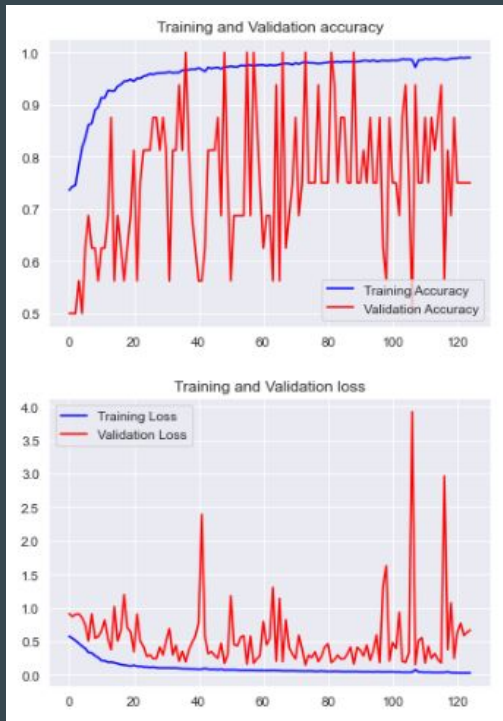 Training and Validation accuracy
1.0
0.9
0.8
0.7
0.6
0.5
Training Accuracy
Validation Accuracy
0 20 40 60 80 100 120
Training and Validation loss
4.0
Training Loss
Validation Loss
3.5
3.0
2.5
2.0
1.5
1.0
0.5
0.0
0 20 40 60 80 100 120